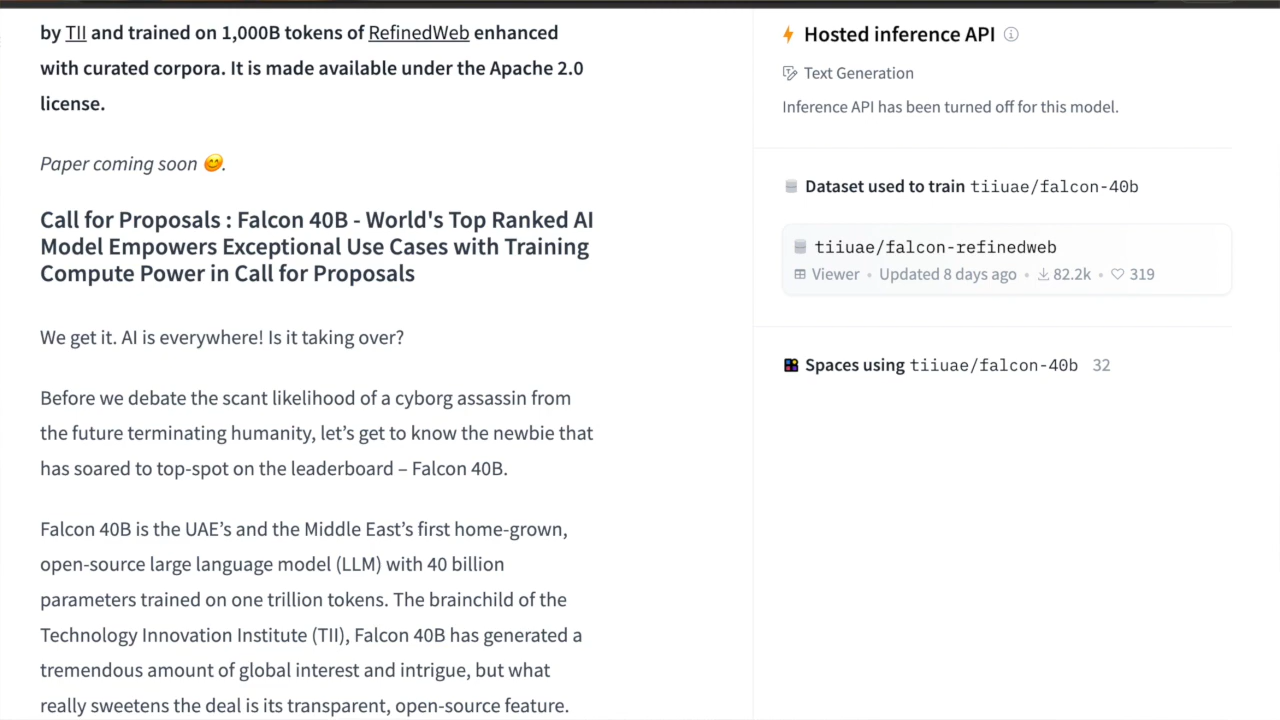 by TII and trained on 1,000B tokens of RefinedWeb enhanced
with curated corpora. It is made available under the Apache 2.0
license.
Paper coming soon 😊.
Call for Proposals : Falcon 40B - World's Top Ranked AI
Model Empowers Exceptional Use Cases with Training
Compute Power in Call for Proposals
We get it. AI is everywhere! Is it taking over?
Before we debate the scant likelihood of a cyborg assassin from
the future terminating humanity, let’s get to know the newbie that
has soared to top-spot on the leaderboard – Falcon 40B.
Falcon 40B is the UAE’s and the Middle East’s first home-grown,
open-source large language model (LLM) with 40 billion
parameters trained on one trillion tokens. The brainchild of the
Technology Innovation Institute (TII), Falcon 40B has generated a
tremendous amount of global interest and intrigue, but what
really sweetens the deal is its transparent, open-source feature.
Hosted inference API
Text Generation
Inference API has been turned off for this model.
Dataset used to train tiiuae/falcon-40b
tiiuae/falcon-refinedweb
Viewer • Updated 8 days ago • 82.2k • 319
Spaces using tiiuae/falcon-40b 32